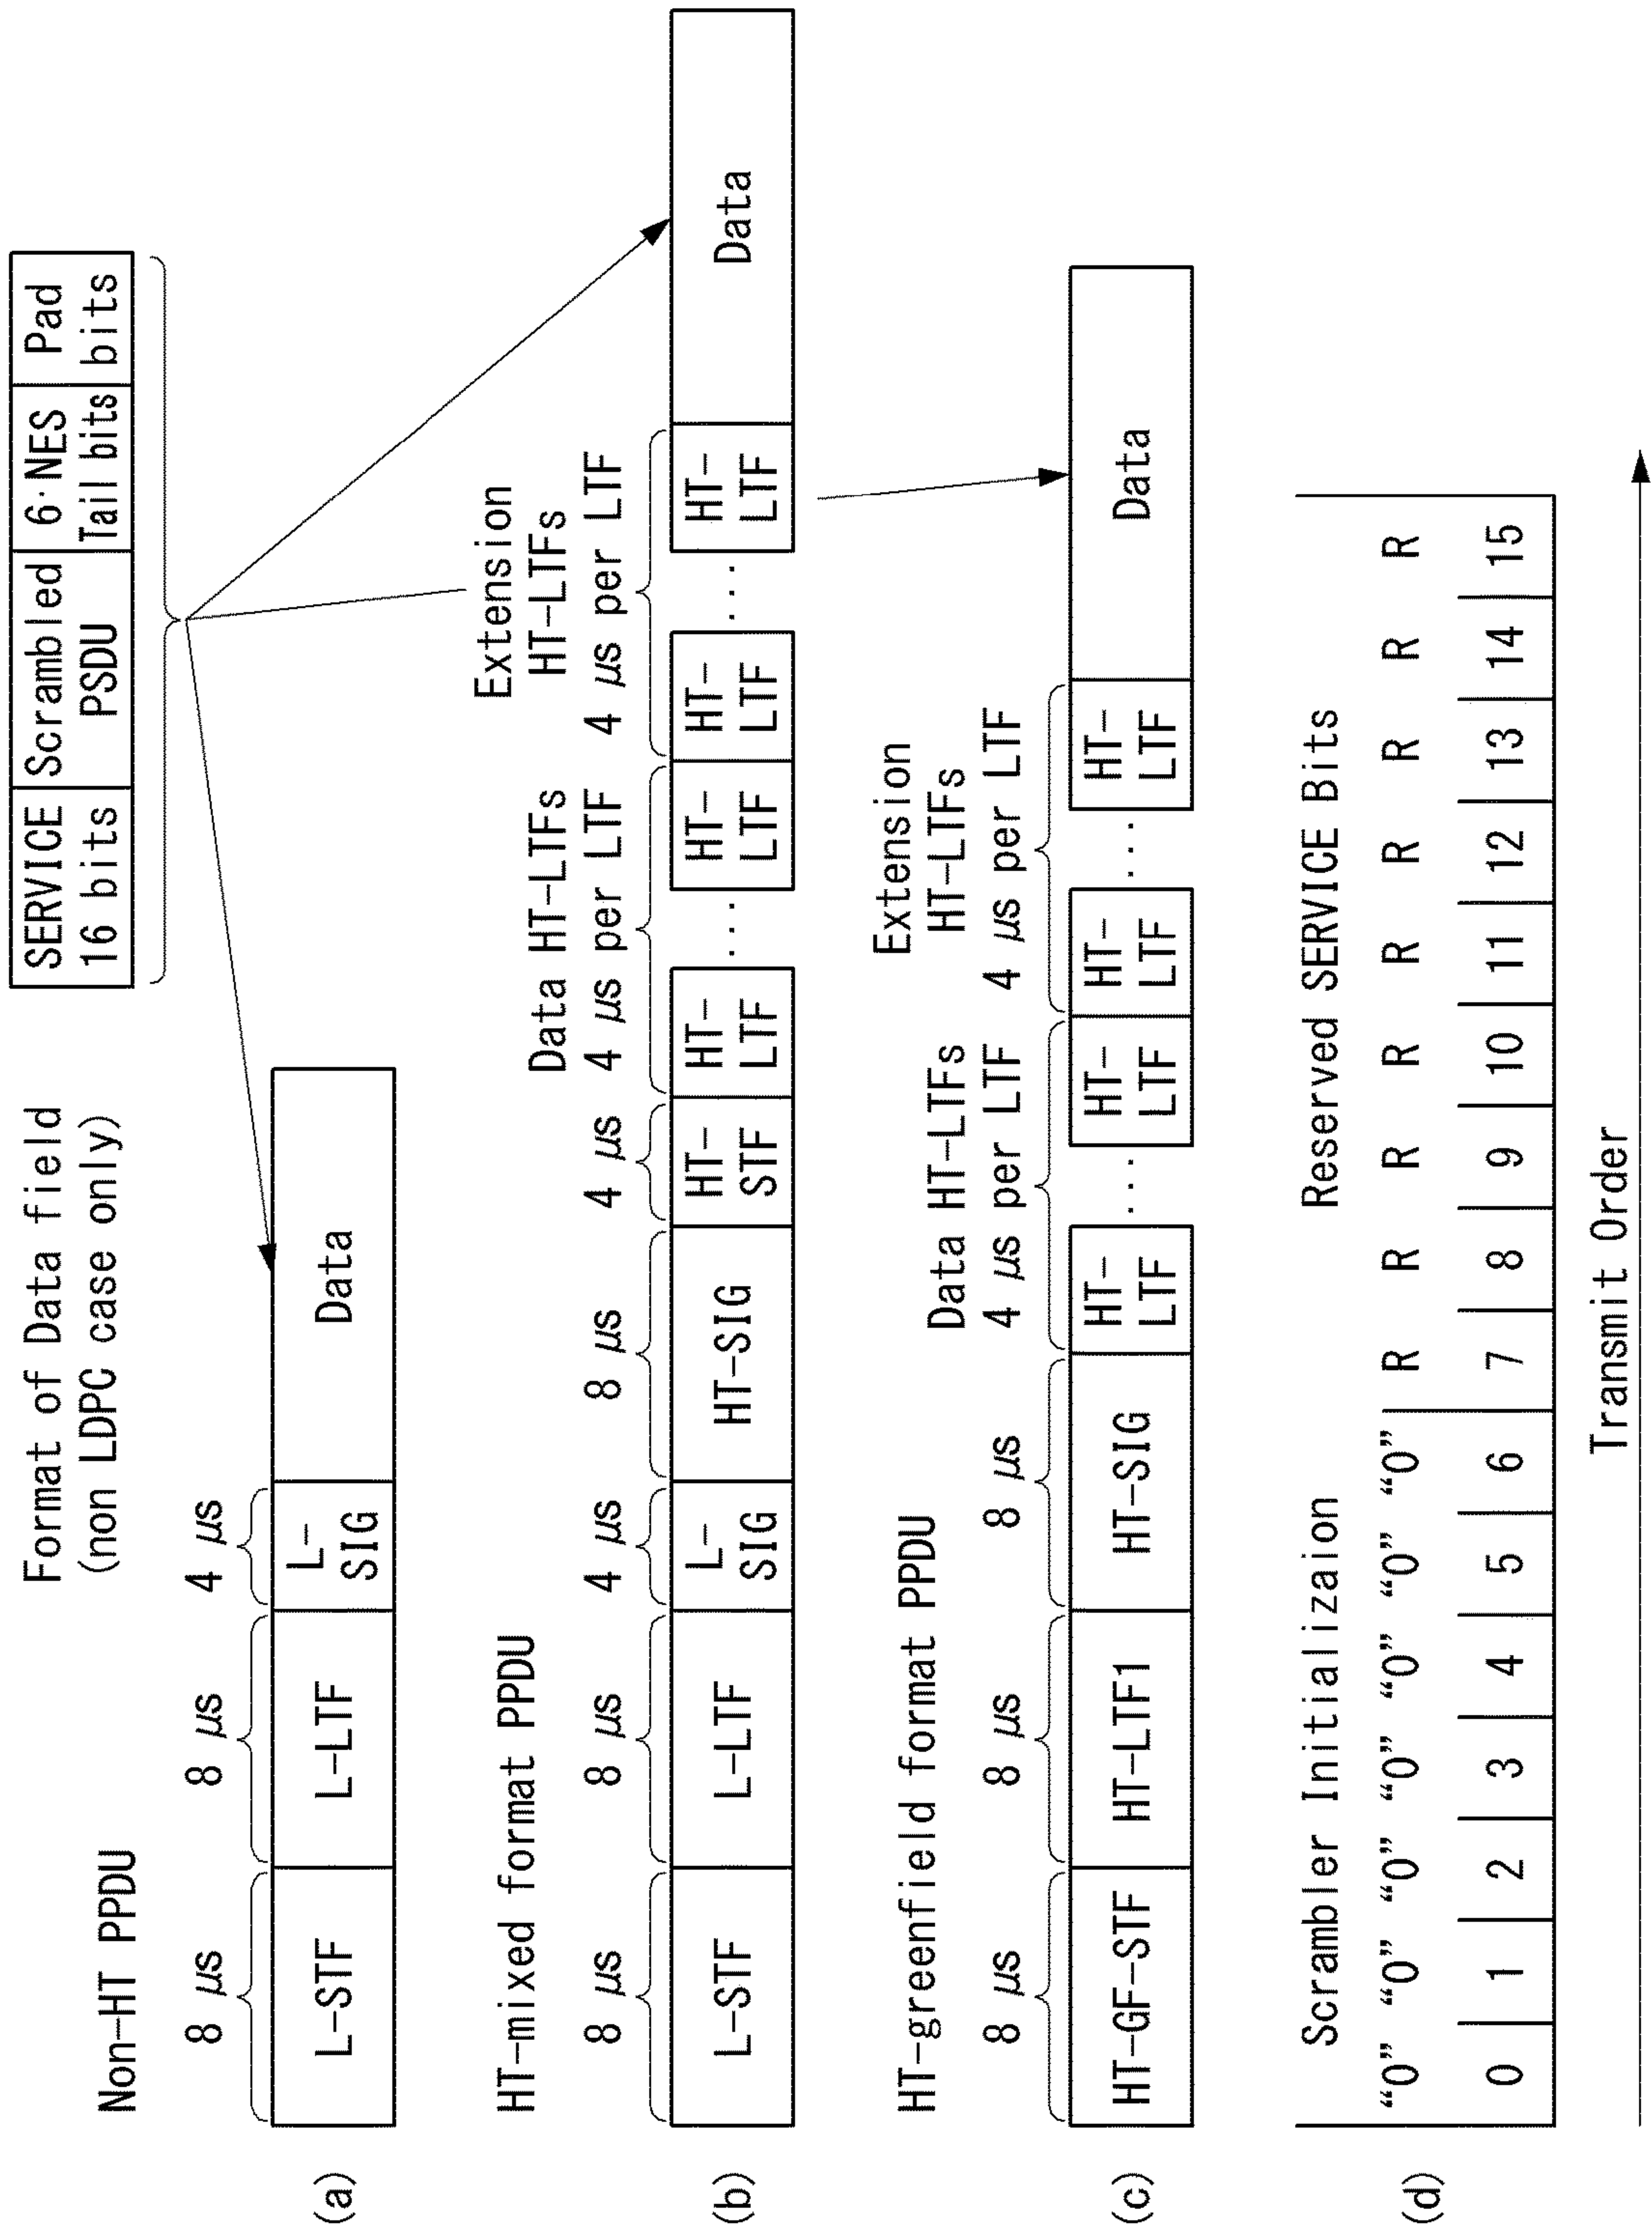 Format of Data field
(non LDPC case only)
SERVICE Scrambled 6·NES Pad
16 bits PSDU Tail bits bits
Non-HT PPDU
8 μs 8 μs 4 μs
(a) L-STF L-LTF L-SIG Data
HT-mixed format PPDU
Data HT-LTFs
4 μs per LTF
Extension
HT-LTFs
4 μs per LTF
8 μs 8 μs 4 μs 8 μs 4 μs
(b) L-STF L-LTF L-SIG HT-SIG HT-STF HT-LTF ... HT-LTF HT-LTF ... HT-LTF Data
HT-greenfield format PPDU
Data HT-LTFs
4 μs per LTF
Extension
HT-LTFs
4 μs per LTF
8 μs 8 μs 8 μs
(c) HT-GF-STF HT-LTF1 HT-SIG HT-LTF ... HT-LTF HT-LTF ... HT-LTF Data
Scrambler Initializaion Reserved SERVICE Bits
“0” “0” “0” “0” “0” “0” “0” R R R R R R R R R
(d) 0 1 2 3 4 5 6 7 8 9 10 11 12 13 14 15
Transmit Order